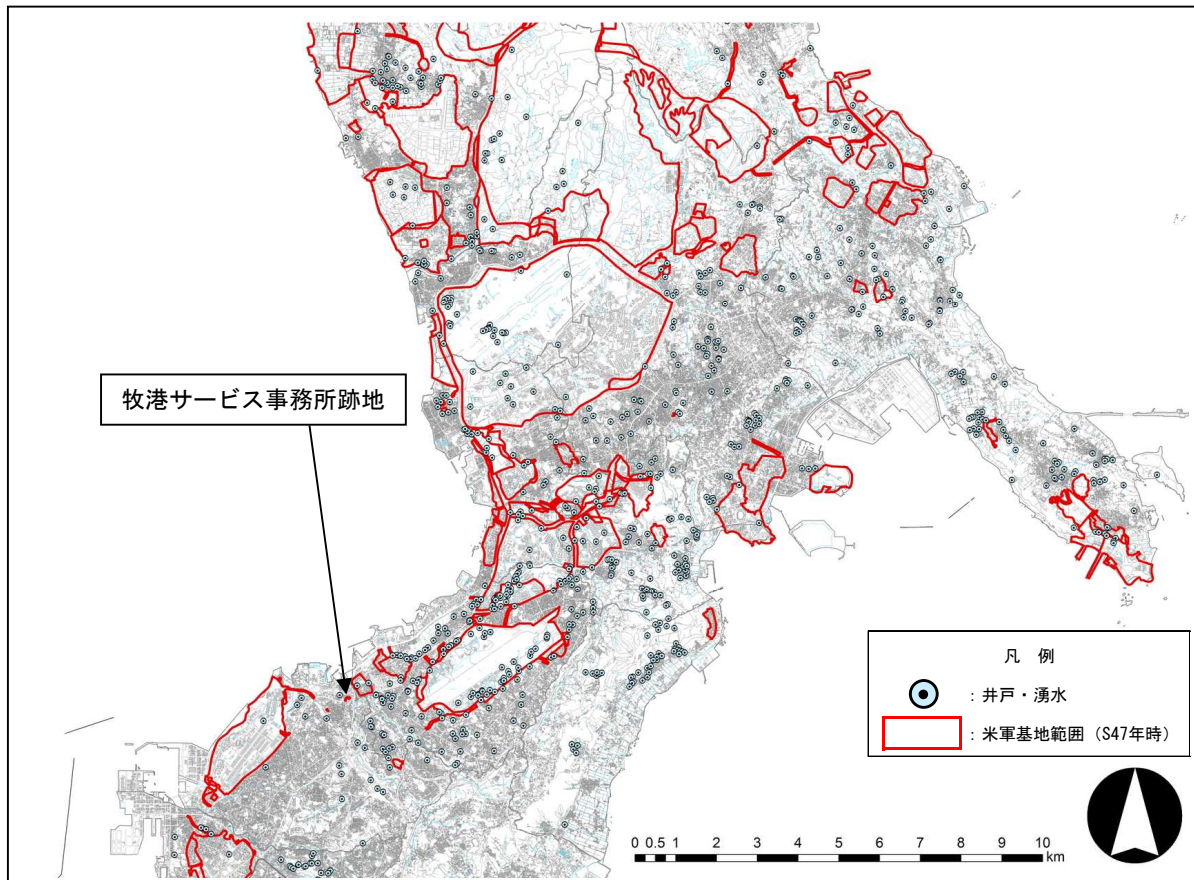 牧港サービス事務所跡地
凡 例
：井戸・湧水
：米軍基地範囲（S47年時）
0 0.5 1 2 3 4 5 6 7 8 9 10
km